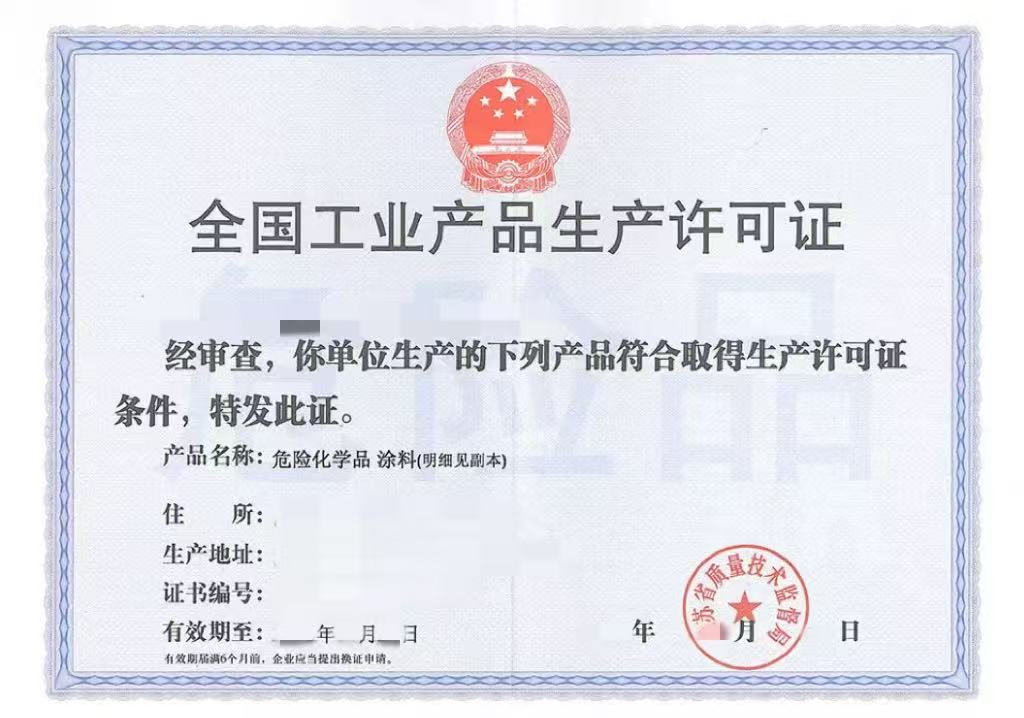 全国工业产品生产许可证
危险品
经审查，你单位生产的下列产品符合取得生产许可证
条件，特发此证。
产品名称：危险化学品 涂料(明细见副本)
住 所：
生产地址：
证书编号：
有效期至： 年 月 日
年 月 日
有效期届满6个月前，企业应当提出换证申请。
苏省质量技术监督局